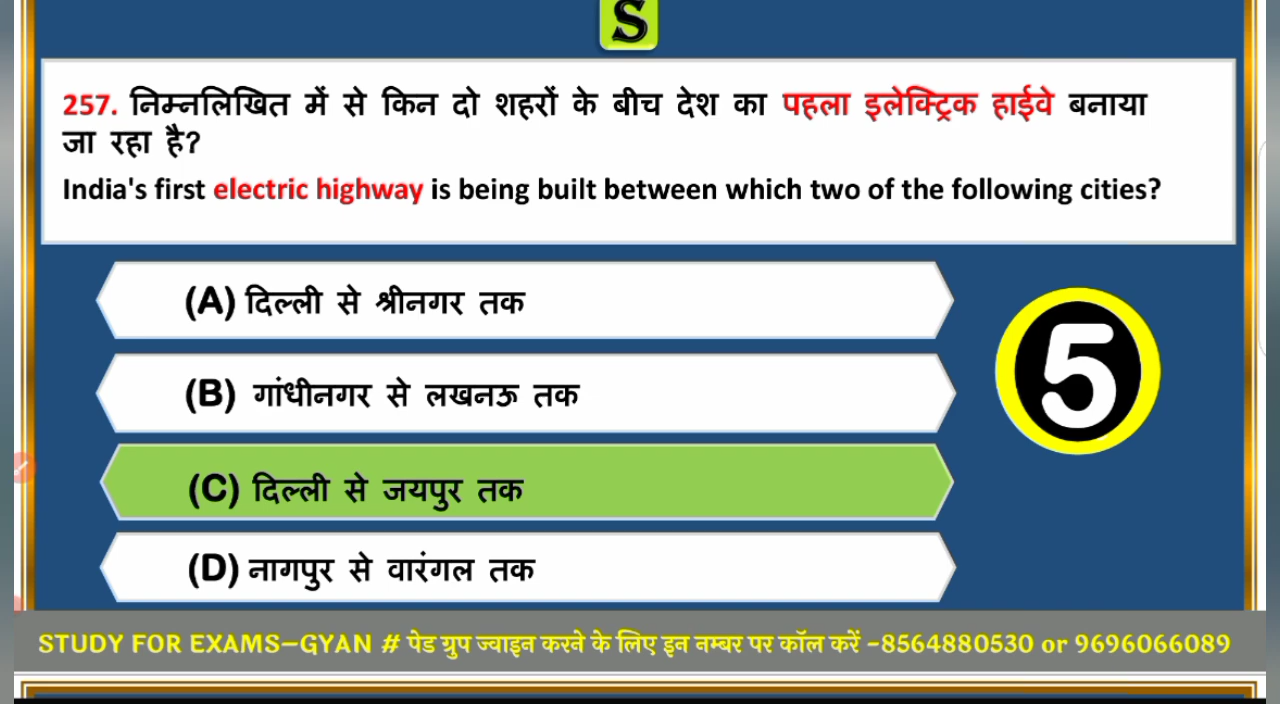 S
257. निम्नलिखित में से किन दो शहरों के बीच देश का पहला इलेक्ट्रिक हाईवे बनाया
जा रहा है?
India's first electric highway is being built between which two of the following cities?
(A) दिल्ली से श्रीनगर तक
(B) गांधीनगर से लखनऊ तक
5
(C) दिल्ली से जयपुर तक
(D) नागपुर से वारंगल तक
STUDY FOR EXAMS–GYAN # पेड ग्रुप ज्वाइन करने के लिए इन नम्बर पर कॉल करें -8564880530 or 9696066089